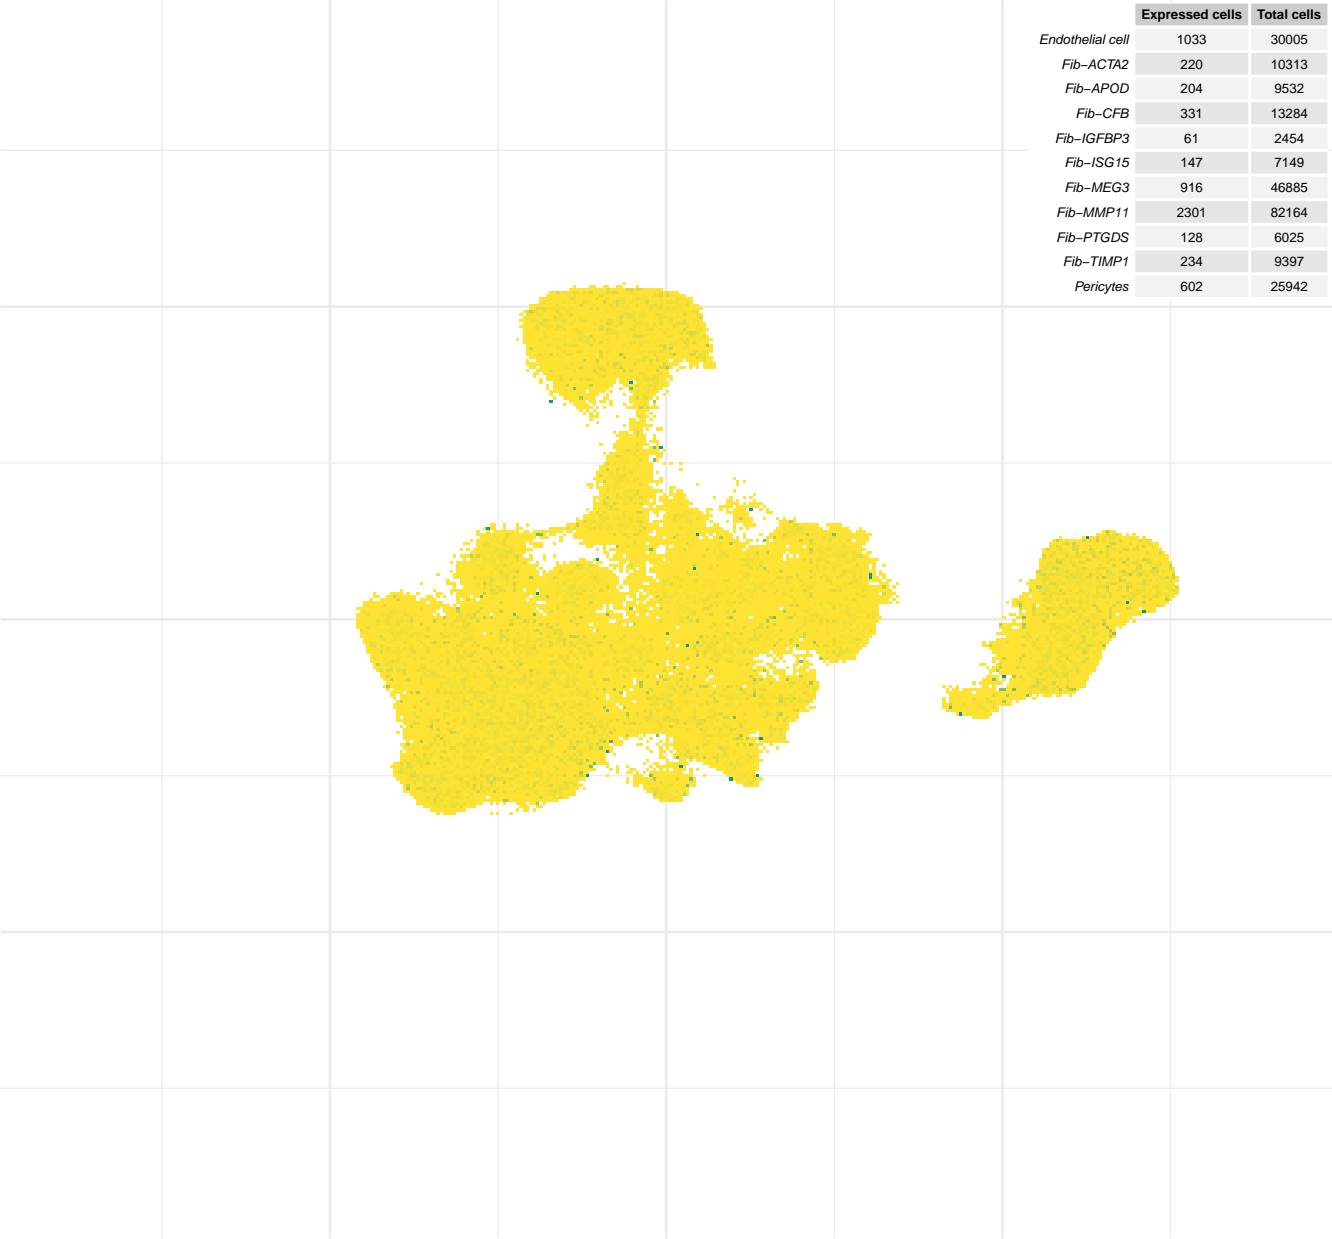 Expressed cells Total cells
Endothelial cell 1033 30005
Fib−ACTA2 220 10313
Fib−APOD 204 9532
Fib−CFB 331 13284
Fib−IGFBP3 61 2454
Fib−ISG15 147 7149
Fib−MEG3 916 46885
Fib−MMP11 2301 82164
Fib−PTGDS 128 6025
Fib−TIMP1 234 9397
Pericytes 602 25942